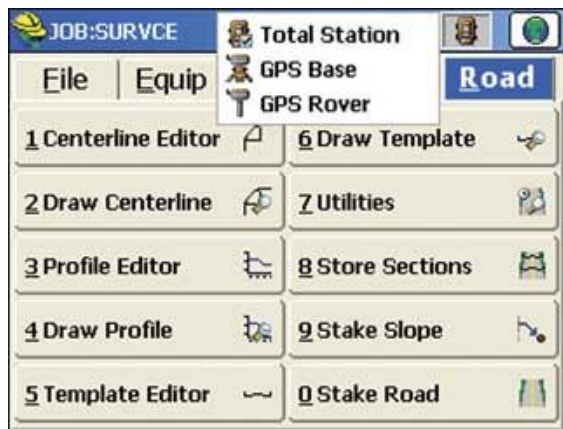 JOB:SURVCE
Total Station
GPS Base
GPS Rover
File Equip Road
1 Centerline Editor
6 Draw Template
2 Draw Centerline
7 Utilities
3 Profile Editor
8 Store Sections
4 Draw Profile
9 Stake Slope
5 Template Editor
0 Stake Road